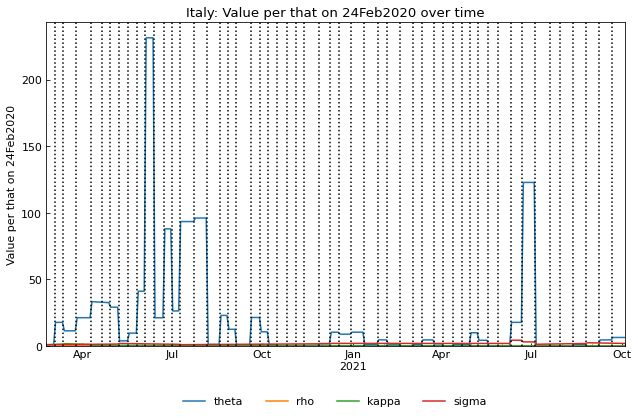 Italy: Value per that on 24Feb2020 over time
Value per that on 24Feb2020
200
150
100
50
0
Apr Jul Oct Jan Apr Jul Oct
2021
theta rho kappa sigma